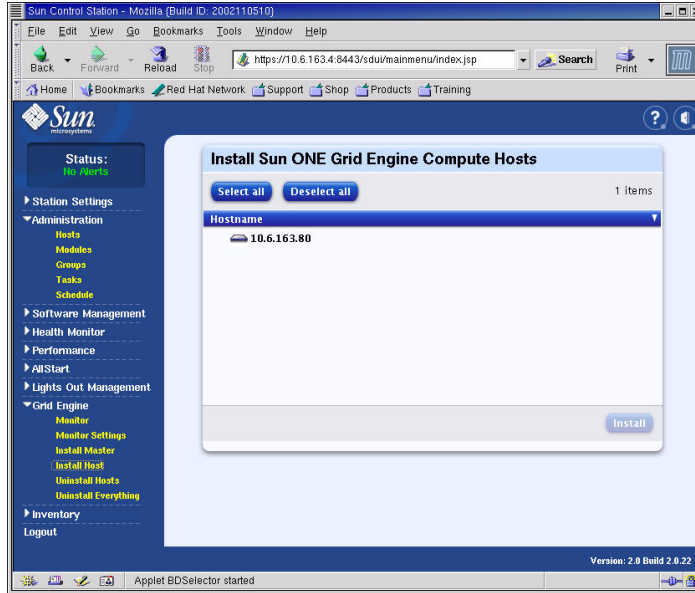 Sun Control Station - Mozilla {Build ID: 2002110510}
File Edit View Go Bookmarks Tools Window Help
Back Forward Reload Stop https://10.6.163.4:8443/sdui/mainmenu/index.jsp Search Print
Home Bookmarks Red Hat Network Support Shop Products Training
Sun
microsystems
Status:
No Alerts
Station Settings
Administration
Hosts
Modules
Groups
Tasks
Schedule
Software Management
Health Monitor
Performance
AllStart
Lights Out Management
Grid Engine
Monitor
Monitor Settings
Install Master
Install Host
Uninstall Hosts
Uninstall Everything
Inventory
Logout
Install Sun ONE Grid Engine Compute Hosts
Select all Deselect all 1 items
Hostname
10.6.163.80
Install
Version: 2.0 Build 2.0.22
Applet BDSelector started